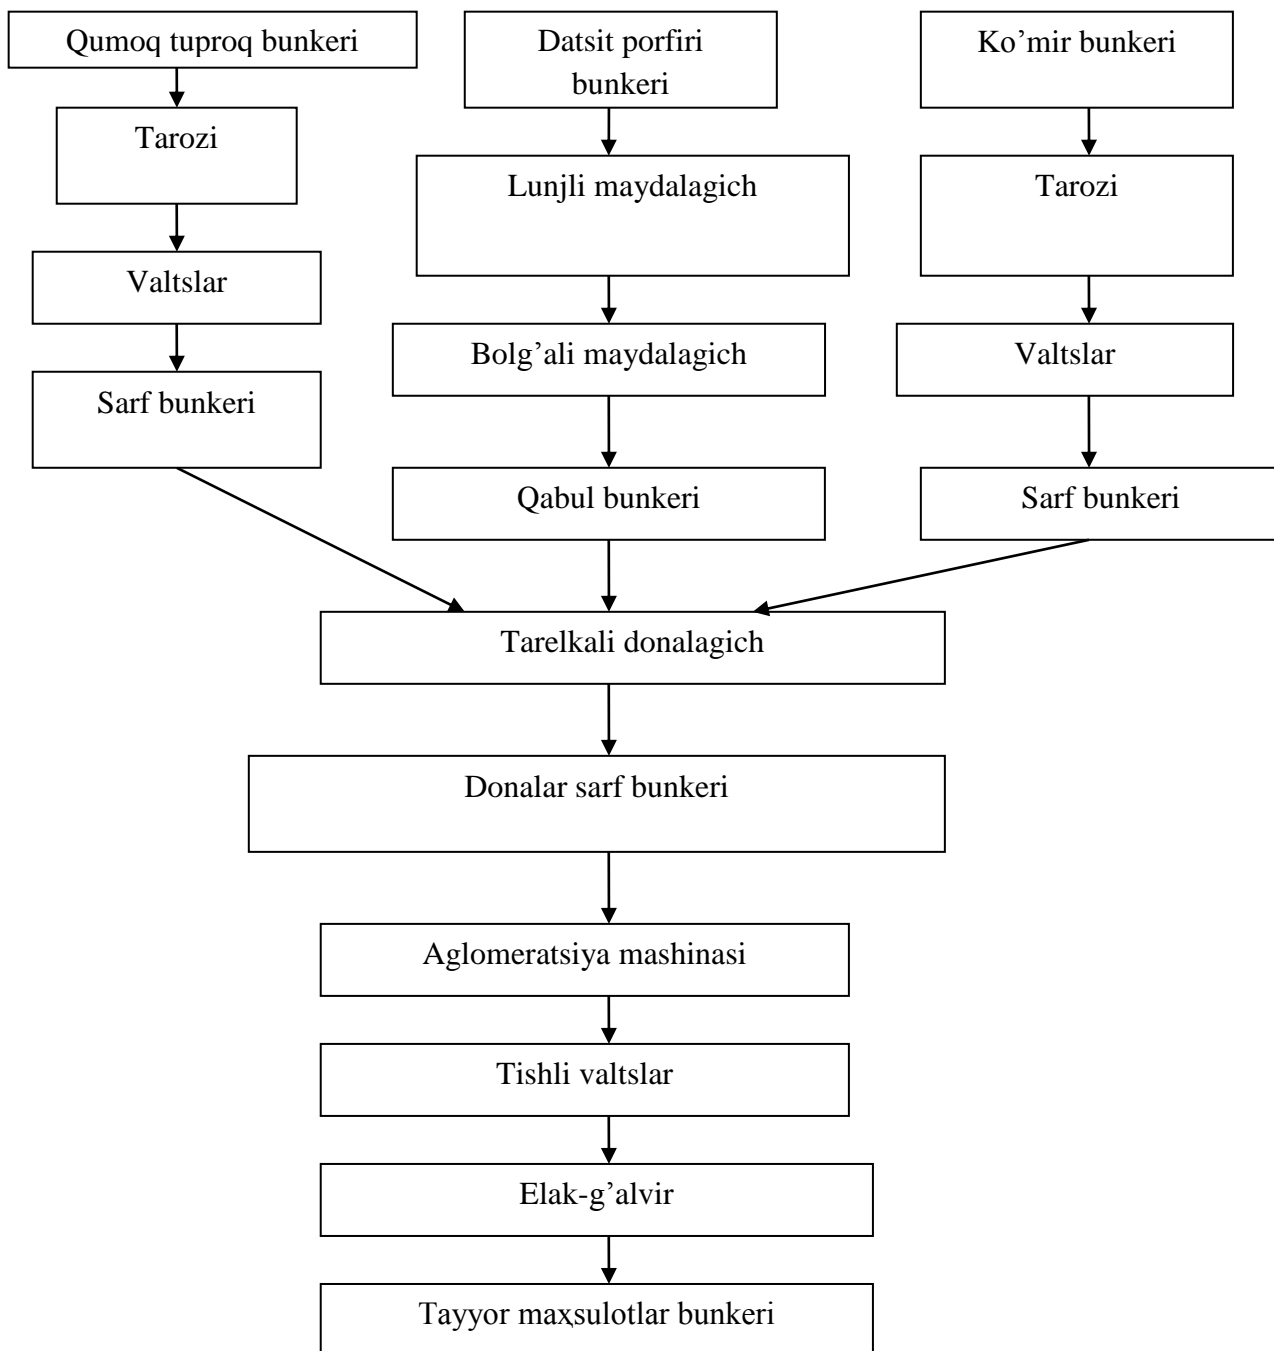 Qumoq tuproq bunkeri
Datsit porfiri
bunkeri
Ko’mir bunkeri
Tarozi
Lunjli maydalagich
Tarozi
Valtslar
Bolg’ali maydalagich
Valtslar
Sarf bunkeri
Qabul bunkeri
Sarf bunkeri
Tarelkali donalagich
Donalar sarf bunkeri
Aglomeratsiya mashinasi
Tishli valtslar
Elak-g’alvir
Tayyor maҳsulotlar bunkeri